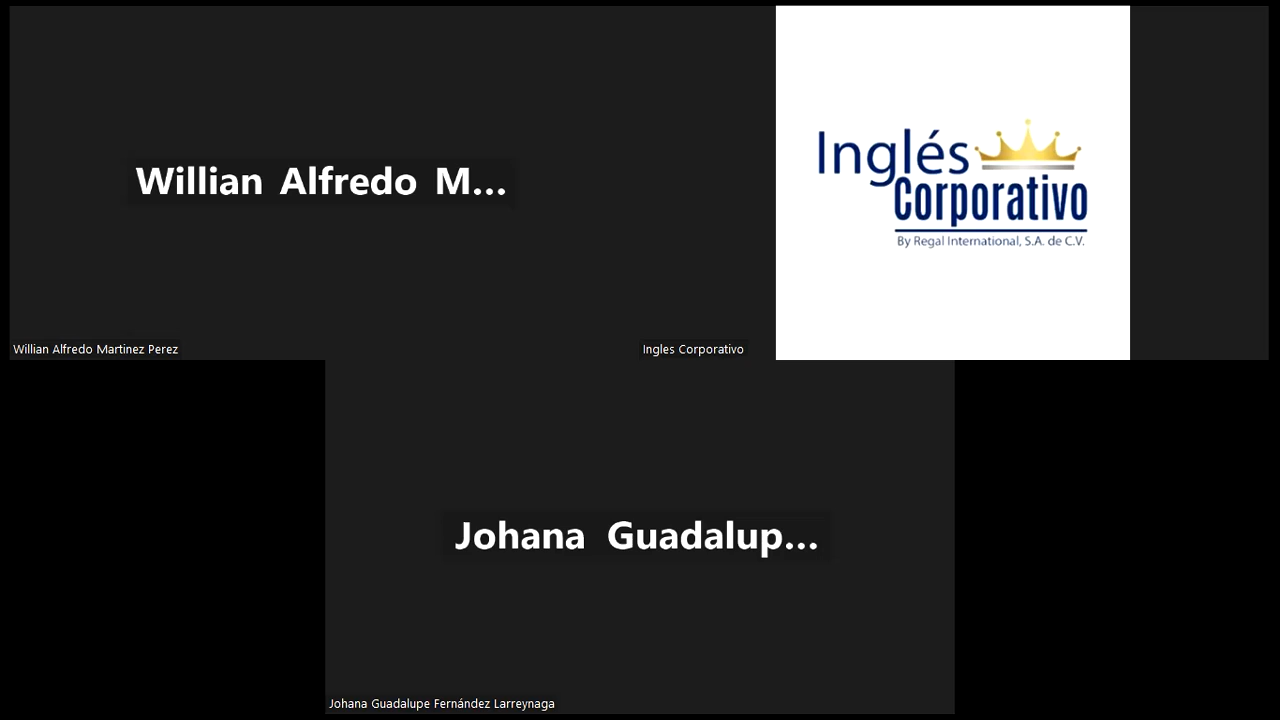 Willian Alfredo M...
Willian Alfredo Martinez Perez
Inglés
Corporativo
By Regal International, S.A. de C.V.
Ingles Corporativo
Johana Guadalup...
Johana Guadalupe Fernández Larreynaga